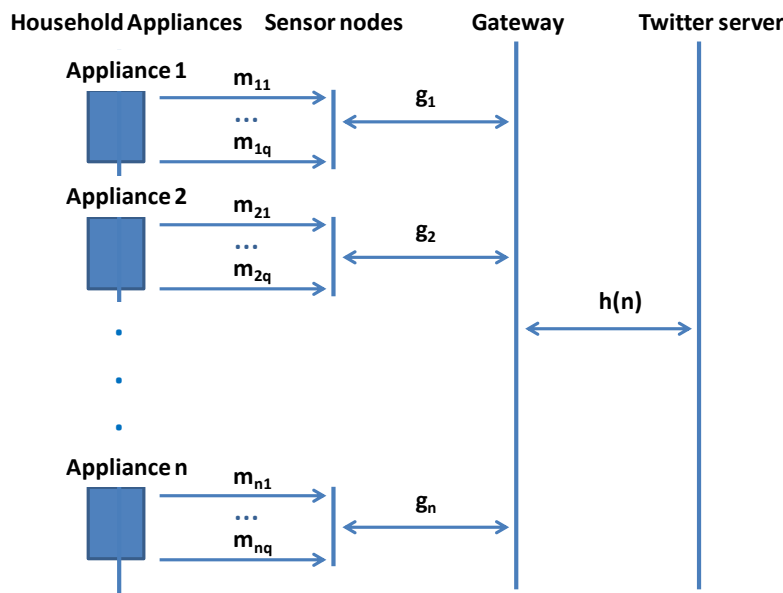 Household Appliances Sensor nodes Gateway Twitter server
Appliance 1
m11
g1
...
m1q
Appliance 2
m21
g2
...
m2q
h(n)
Appliance n
mn1
gn
...
mnq